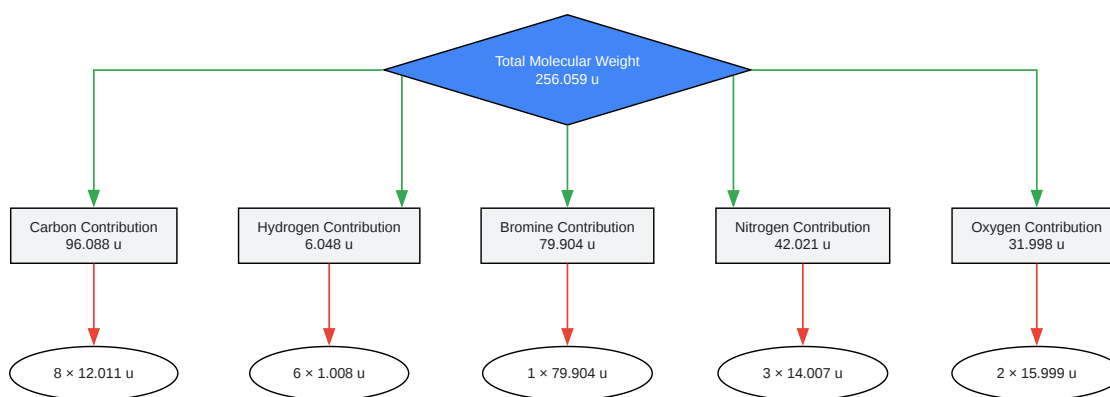 Total Molecular Weight
256.059 u
Carbon Contribution
96.088 u
Hydrogen Contribution
6.048 u
Bromine Contribution
79.904 u
Nitrogen Contribution
42.021 u
Oxygen Contribution
31.998 u
8 × 12.011 u
6 × 1.008 u
1 × 79.904 u
3 × 14.007 u
2 × 15.999 u